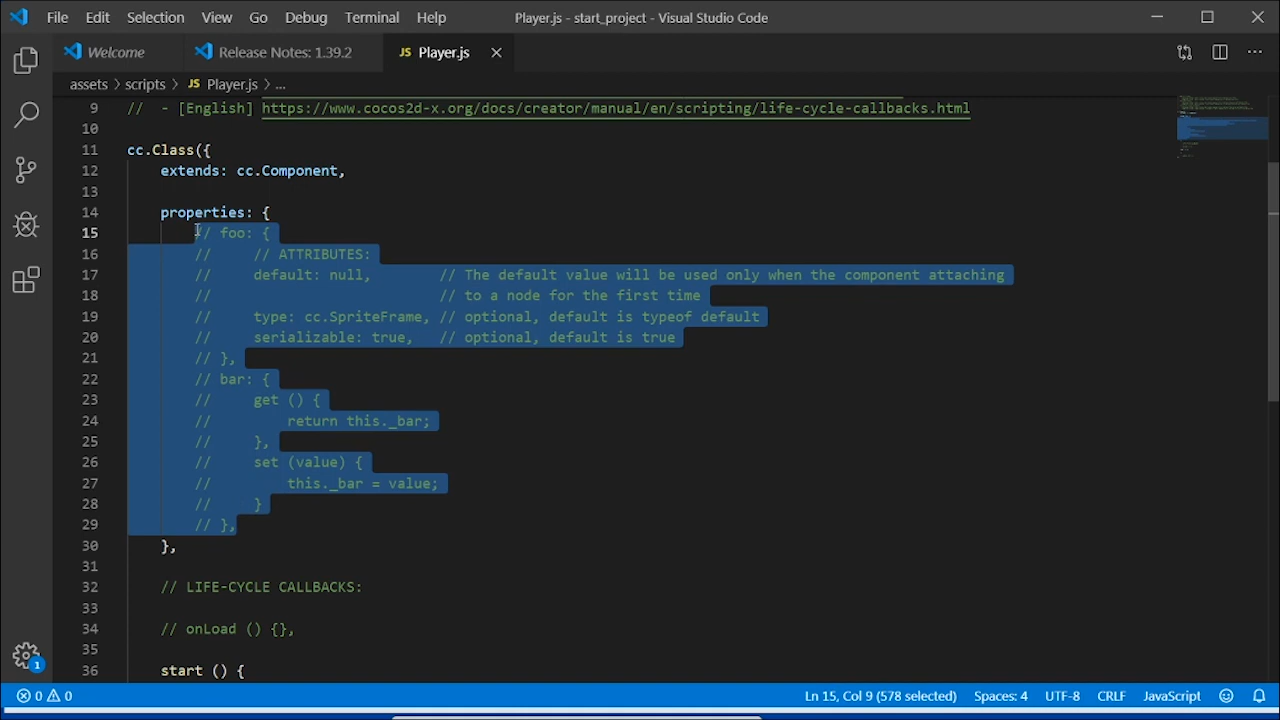 File Edit Selection View Go Debug Terminal Help Player.js - start_project - Visual Studio Code
Welcome Release Notes: 1.39.2 JS Player.js
assets > scripts > JS Player.js > ...
9 // - [English] https://www.cocos2d-x.org/docs/creator/manual/en/scripting/life-cycle-callbacks.html
10
11 cc.Class({
12 extends: cc.Component,
13
14 properties: {
15 // foo: {
16 // // ATTRIBUTES:
17 // default: null, // The default value will be used only when the component attaching
18 // // to a node for the first time
19 // type: cc.SpriteFrame, // optional, default is typeof default
20 // serializable: true, // optional, default is true
21 // },
22 // bar: {
23 // get () {
24 // return this._bar;
25 // },
26 // set (value) {
27 // this._bar = value;
28 // }
29 // },
30 },
31
32 // LIFE-CYCLE CALLBACKS:
33
34 // onLoad () {},
35
36 start () {
1
0 0 Ln 15, Col 9 (578 selected) Spaces: 4 UTF-8 CRLF JavaScript